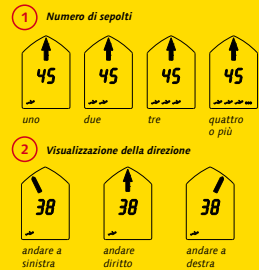 1 Numero di sepolti
45 45 45 45
uno due tre quattro
o più
2 Visualizzazione della direzione
38 38 38
andare a andare andare a
sinistra diritto destra